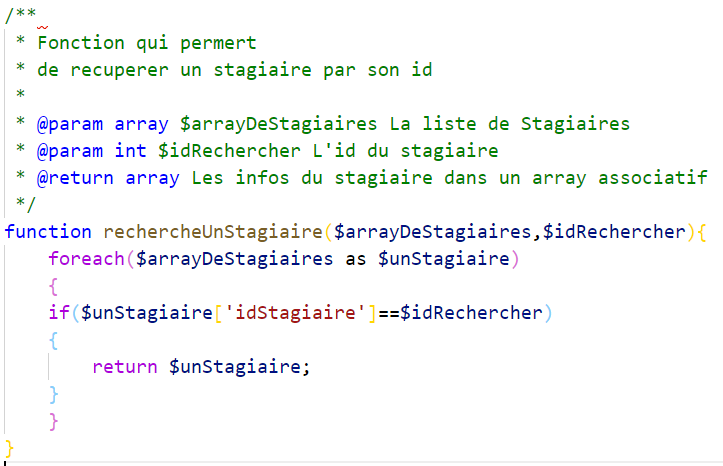 /**
 * Fonction qui permert
 * de recuperer un stagiaire par son id
 *
 * @param array $arrayDeStagiaires La liste de Stagiaires
 * @param int $idRechercher L'id du stagiaire
 * @return array Les infos du stagiaire dans un array associatif
 */
function rechercheUnStagiaire($arrayDeStagiaires,$idRechercher){
    foreach($arrayDeStagiaires as $unStagiaire)
    {
    if($unStagiaire['idStagiaire']==$idRechercher)
    {
        return $unStagiaire;
    }
    }
}